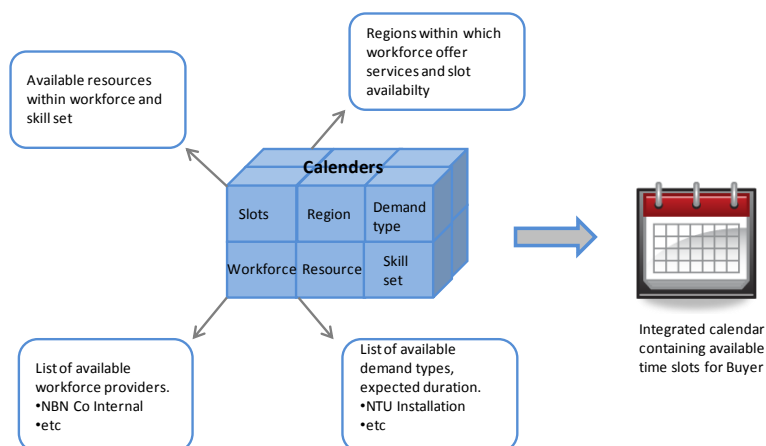 Regions within which
workforce offer
services and slot
availabilty
Available resources
within workforce and
skill set
Calenders
Slots
Region
Demand
type
Workforce
Resource
Skill
set
List of available
workforce providers.
•NBN Co Internal
•etc
List of available
demand types,
expected duration.
•NTU Installation
•etc
Integrated calendar
containing available
time slots for Buyer